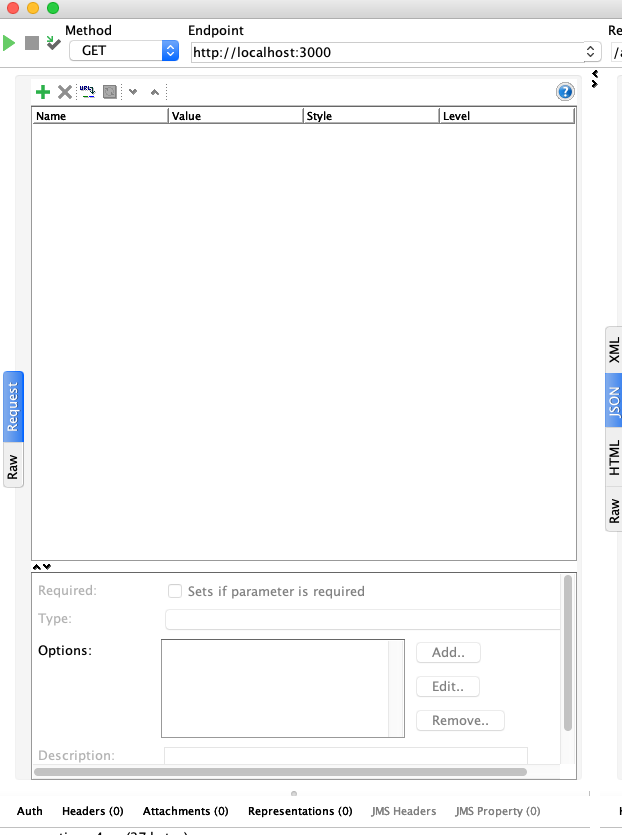 Method Endpoint Re
GET http://localhost:3000 /
URL
?
Name Value Style Level
XML
JSON
HTML
Raw
Request
Raw
Required: Sets if parameter is required
Type:
Options: Add..
Edit..
Remove..
Description:
Auth Headers (0) Attachments (0) Representations (0) JMS Headers JMS Property (0)